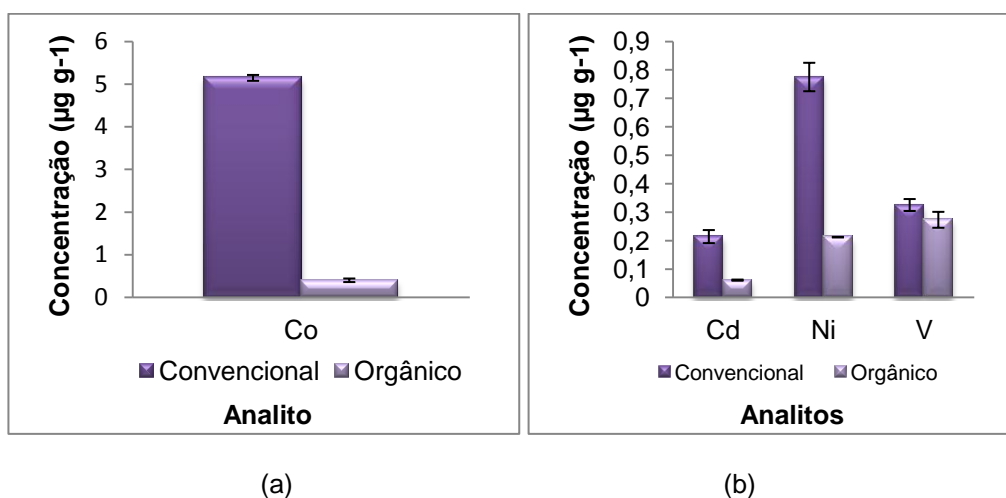 Concentração (µg g-1)
6
5
4
3
2
1
0
Co
Convencional Orgânico
Analito
(a)
Concentração (µg g-1)
0,9
0,8
0,7
0,6
0,5
0,4
0,3
0,2
0,1
0
Cd Ni V
Convencional Orgânico
Analitos
(b)